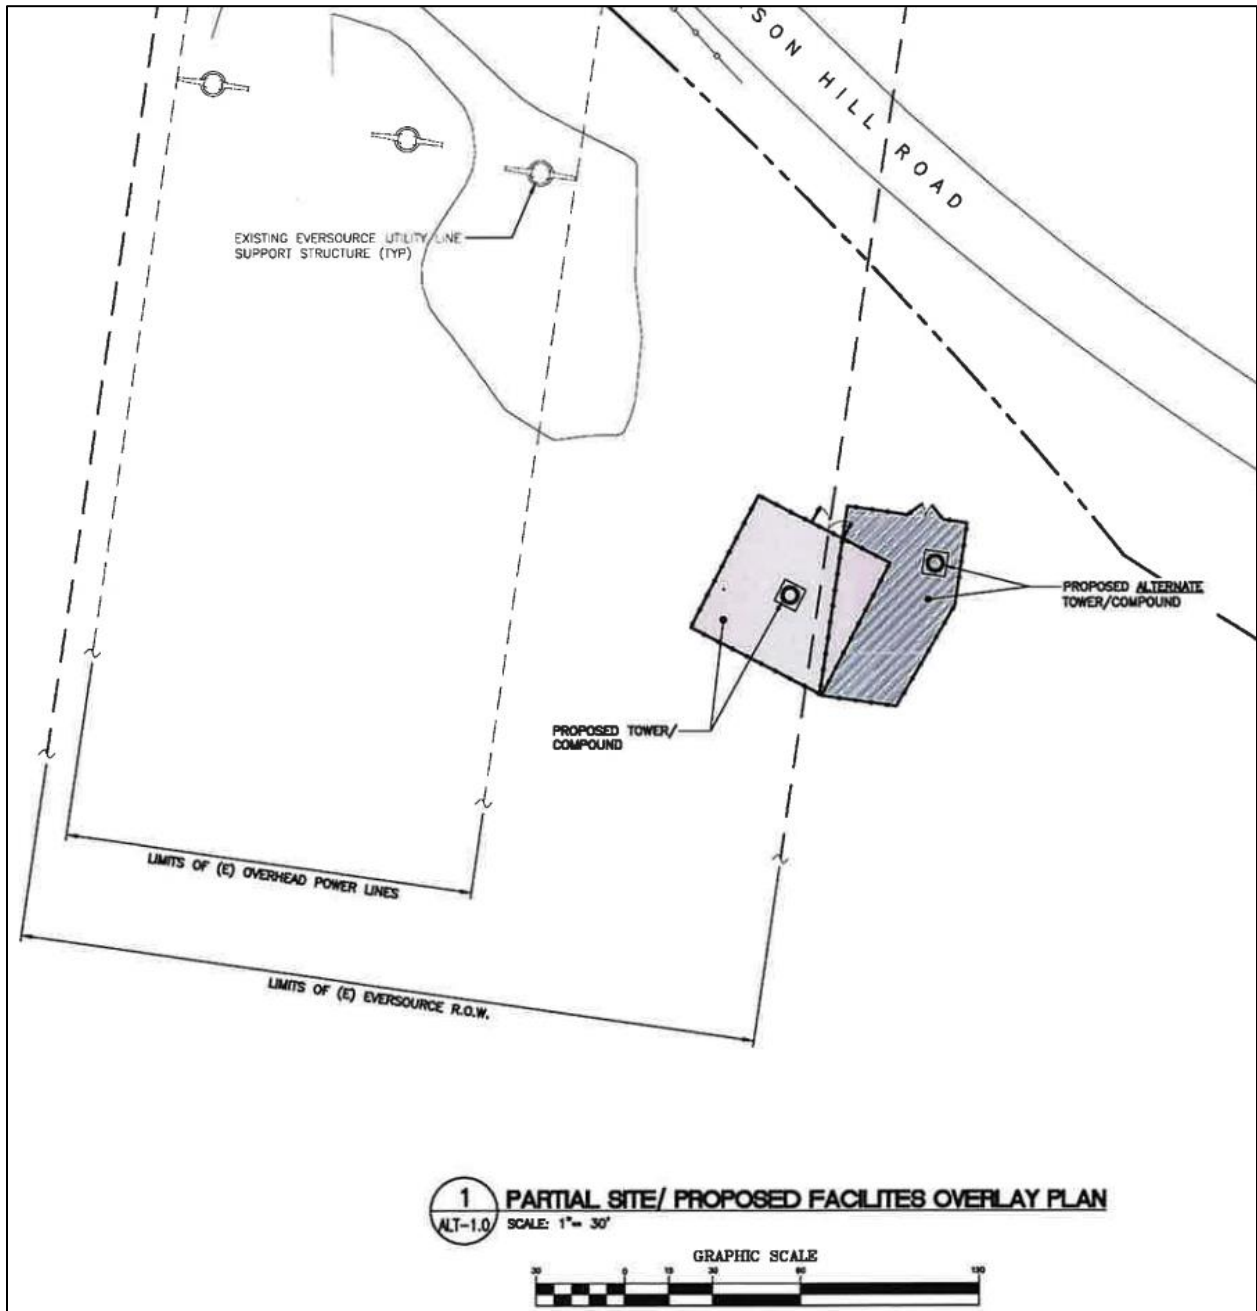 SON HILL ROAD
EXISTING EVERSOURCE UTILITY LINE
SUPPORT STRUCTURE (TYP)
PROPOSED ALTERNATE
TOWER/COMPOUND
PROPOSED TOWER/
COMPOUND
LIMITS OF (E) OVERHEAD POWER LINES
LIMITS OF (E) EVERSOURCE R.O.W.
1
ALT-1.0
PARTIAL SITE/ PROPOSED FACILITES OVERLAY PLAN
SCALE: 1"= 30'
GRAPHIC SCALE
30 0 15 30 60 120